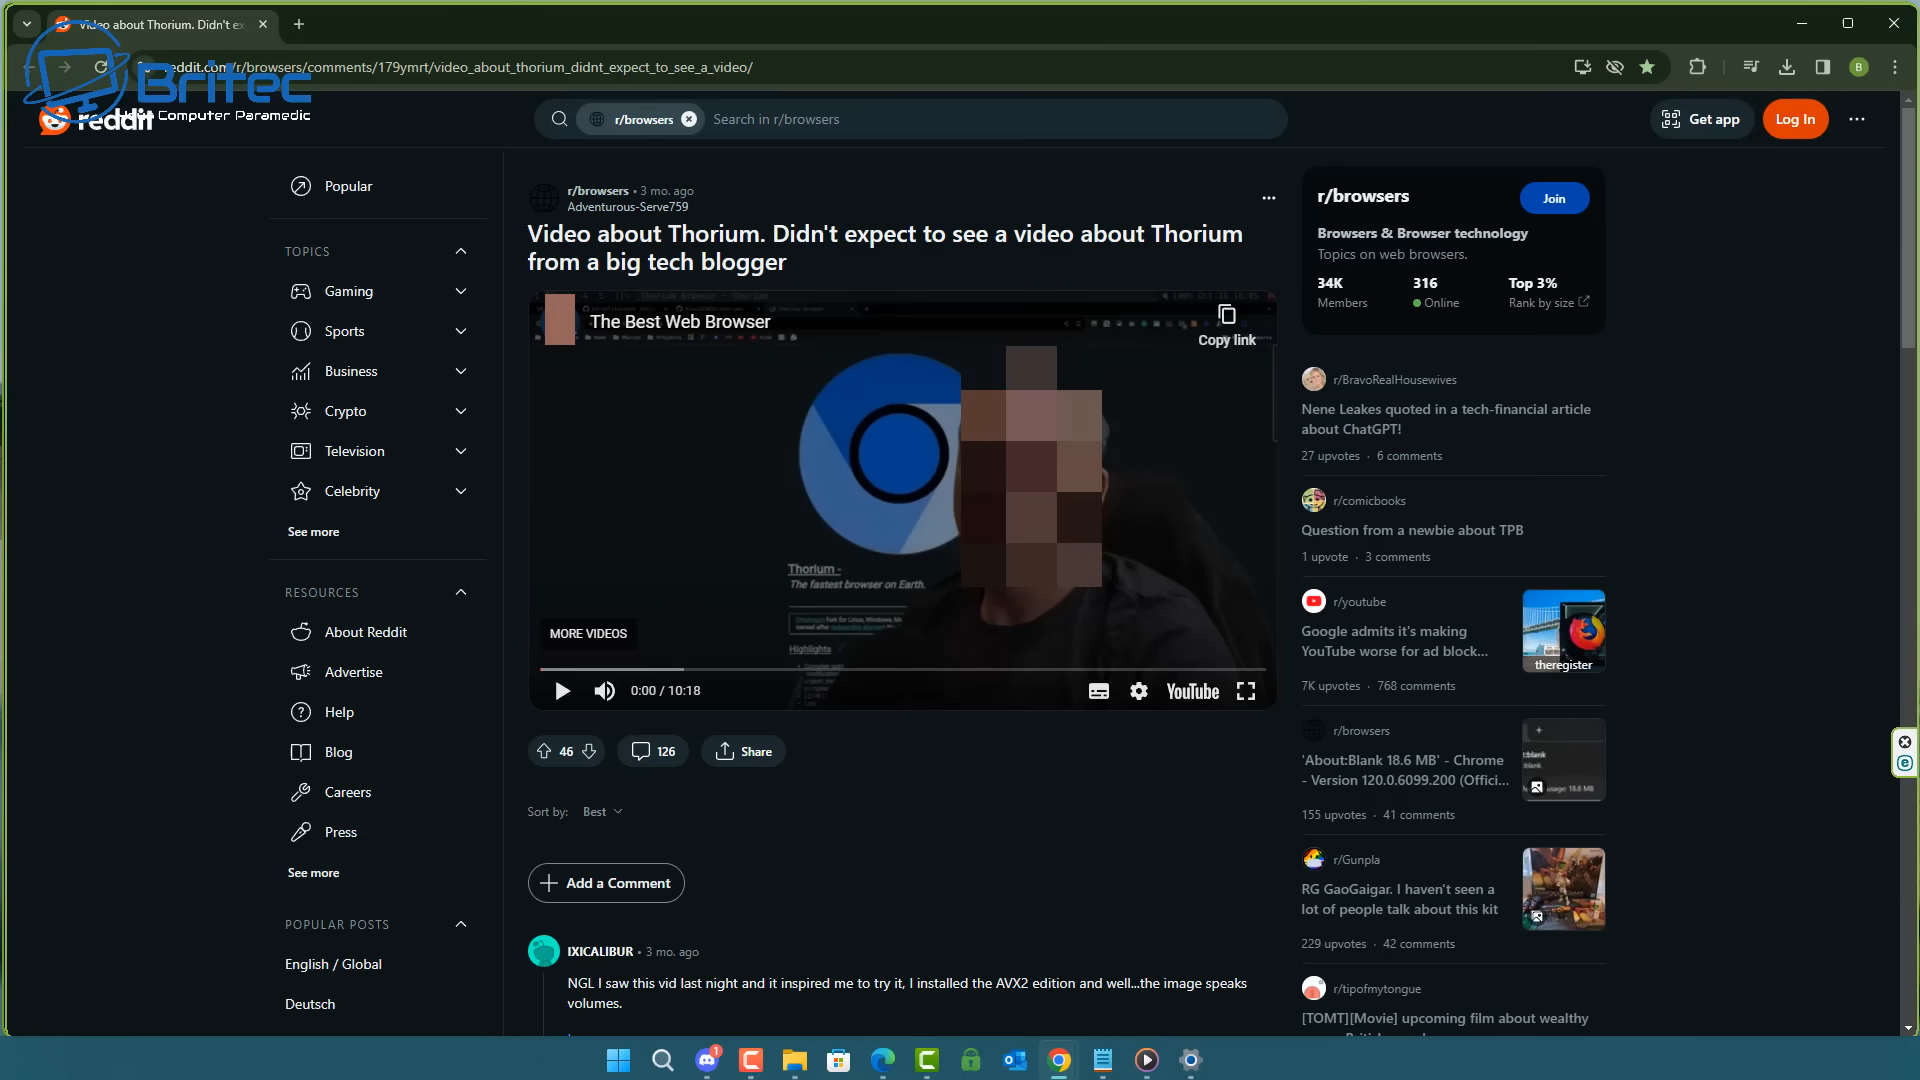 Video about Thorium. Didn't ex
reddit.com/r/browsers/comments/179ymrt/video_about_thorium_didnt_expect_to_see_a_video/
B
Britec
Your Computer Paramedic
reddit
r/browsers
Search in r/browsers
Get app
Log In
Popular
TOPICS
Gaming
Sports
Business
Crypto
Television
Celebrity
See more
RESOURCES
About Reddit
Advertise
Help
Blog
Careers
Press
See more
POPULAR POSTS
English / Global
Deutsch
r/browsers • 3 mo. ago
Adventurous-Serve759
Video about Thorium. Didn't expect to see a video about Thorium
from a big tech blogger
The Best Web Browser
Copy link
Thorium -
The fastest browser on Earth.
Highlights
MORE VIDEOS
0:00 / 10:18
YouTube
46
126
Share
Sort by: Best
Add a Comment
IXICALIBUR • 3 mo. ago
NGL I saw this vid last night and it inspired me to try it, I installed the AVX2 edition and well...the image speaks
volumes.
r/browsers
Join
Browsers & Browser technology
Topics on web browsers.
34K 316 Top 3%
Members Online Rank by size
r/BravoRealHousewives
Nene Leakes quoted in a tech-financial article
about ChatGPT!
27 upvotes · 6 comments
r/comicbooks
Question from a newbie about TPB
1 upvote · 3 comments
r/youtube
Google admits it's making
YouTube worse for ad block...
theregister
7K upvotes · 768 comments
r/browsers
'About:Blank 18.6 MB' - Chrome
- Version 120.0.6099.200 (Offici...
usage: 18.6 MB
155 upvotes · 41 comments
r/Gunpla
RG GaoGaigar. I haven't seen a
lot of people talk about this kit
229 upvotes · 42 comments
r/tipofmytongue
[TOMT][Movie] upcoming film about wealthy
1